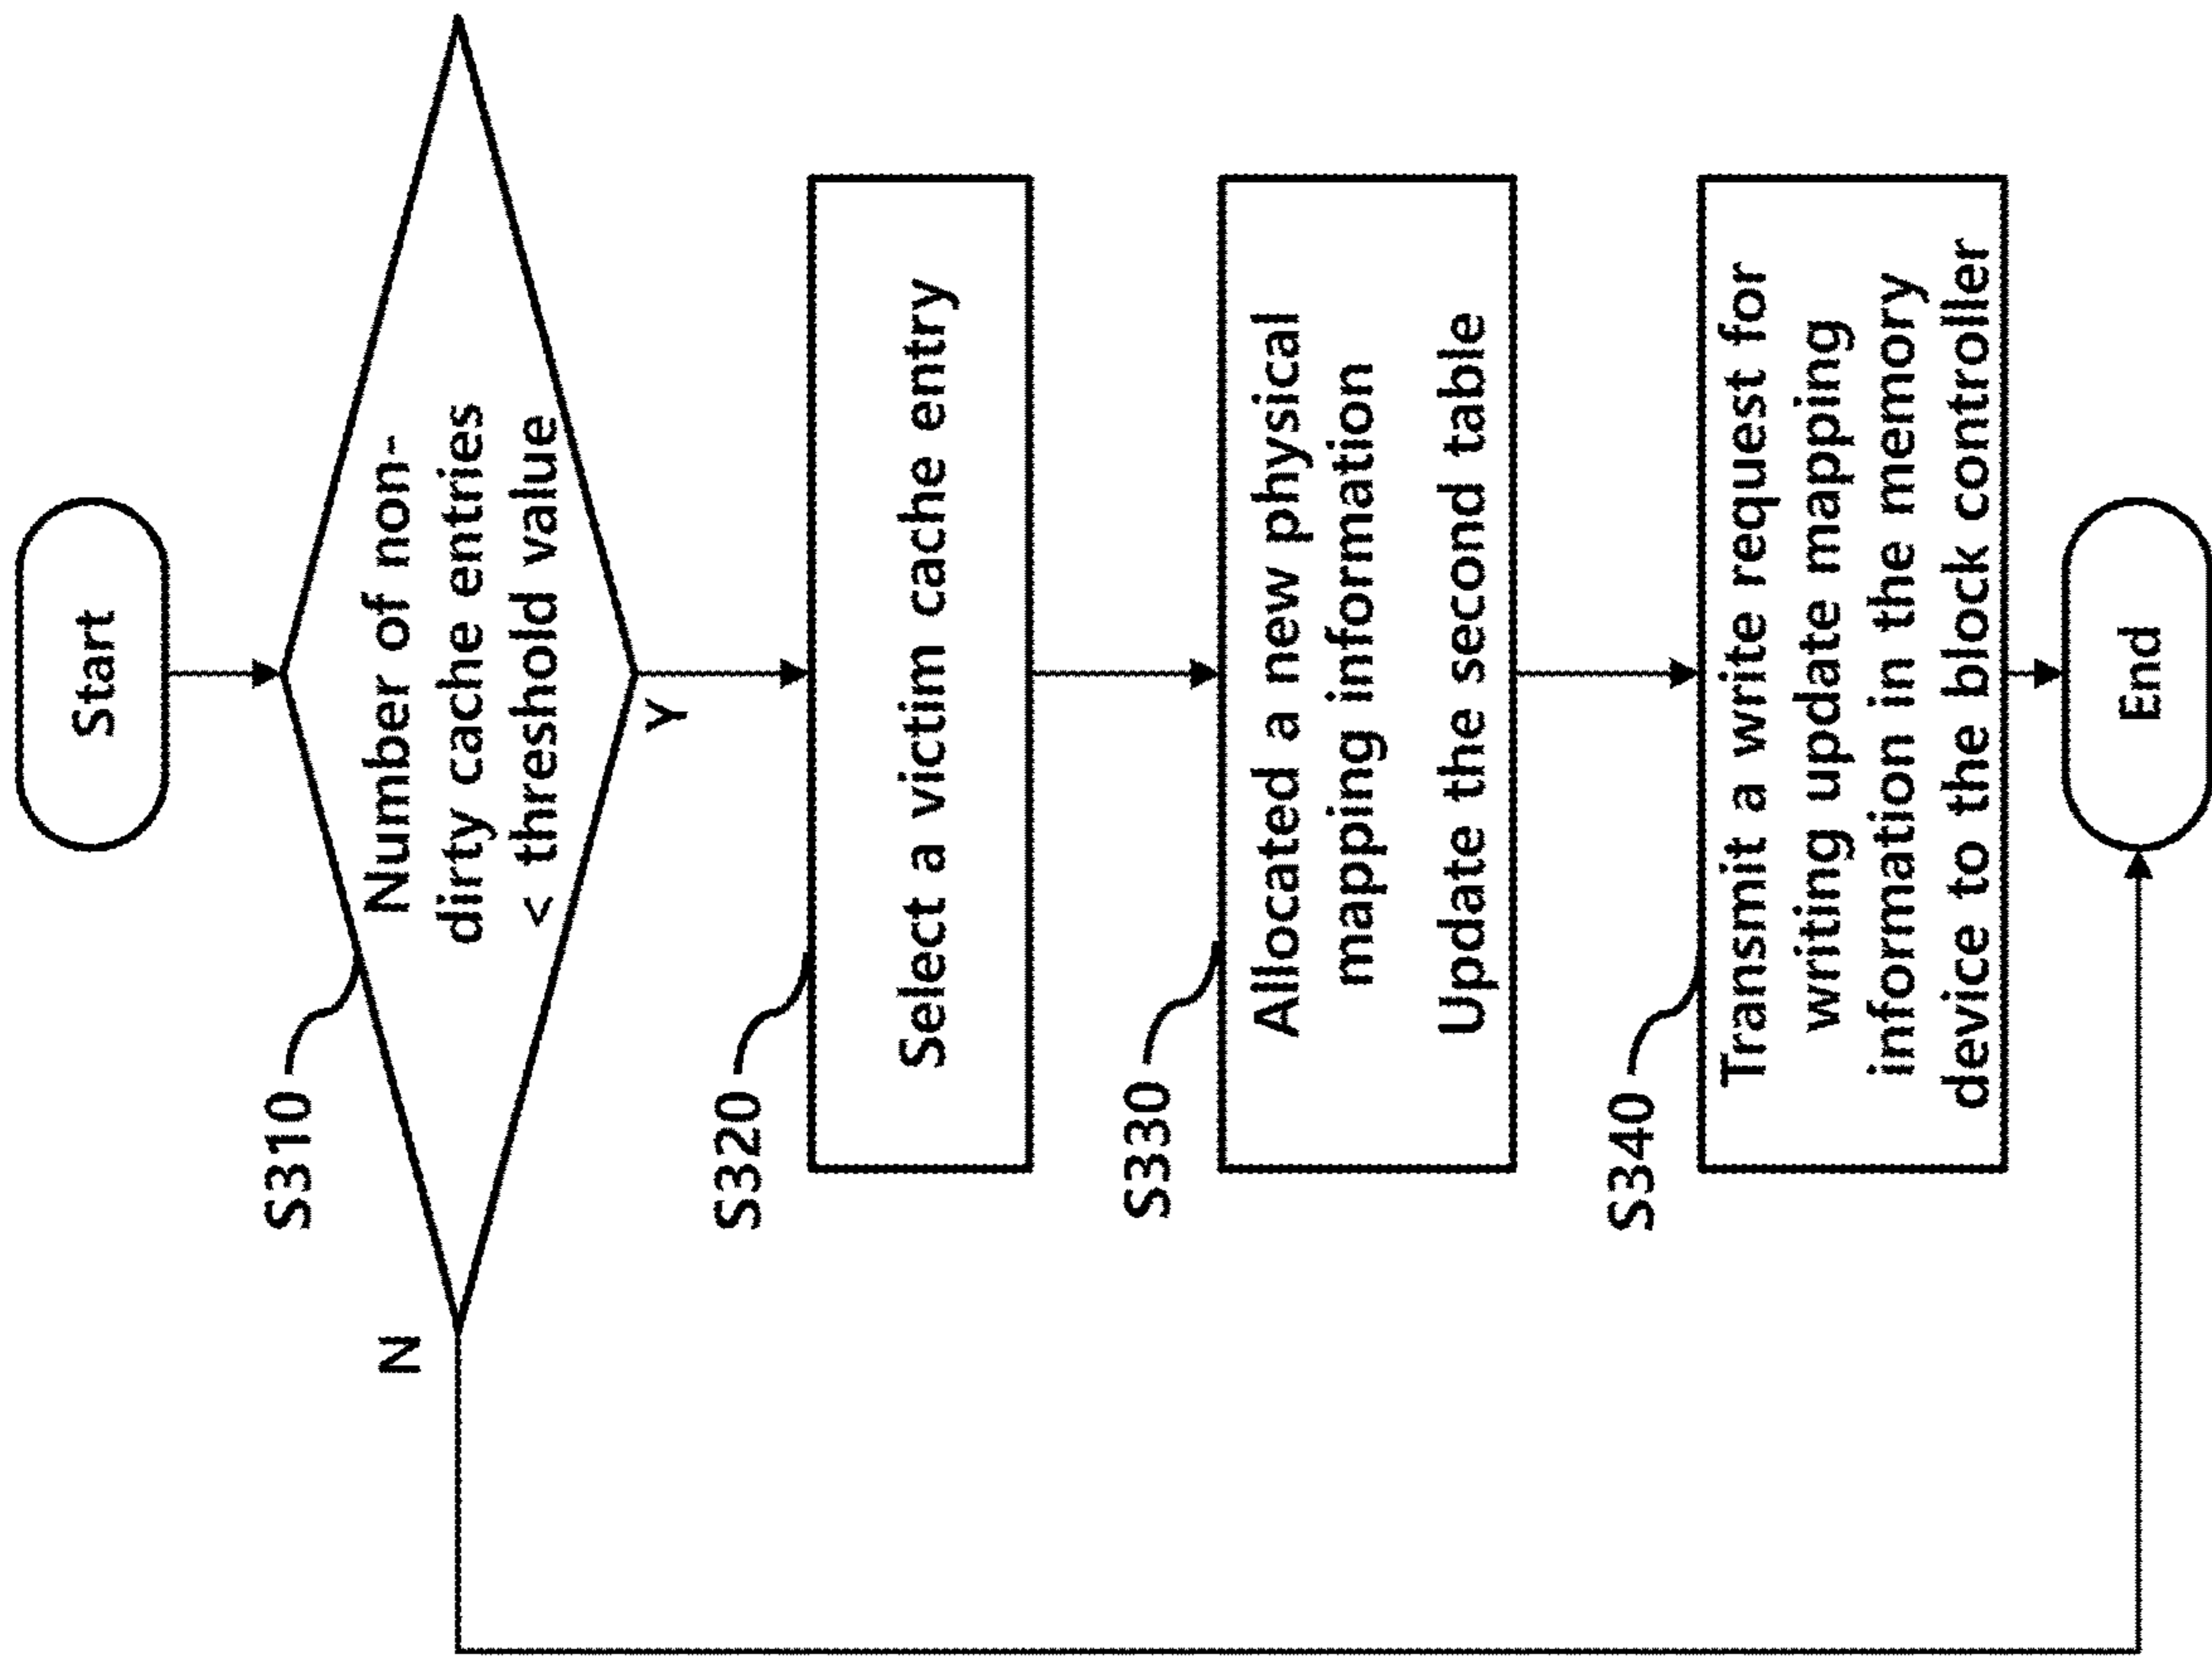 Start
S310
Number of non-
dirty cache entries
< threshold value
N
Y
S320
Select a victim cache entry
S330
Allocated a new physical
mapping information
Update the second table
S340
Transmit a write request for
writing update mapping
information in the memory
device to the block controller
End